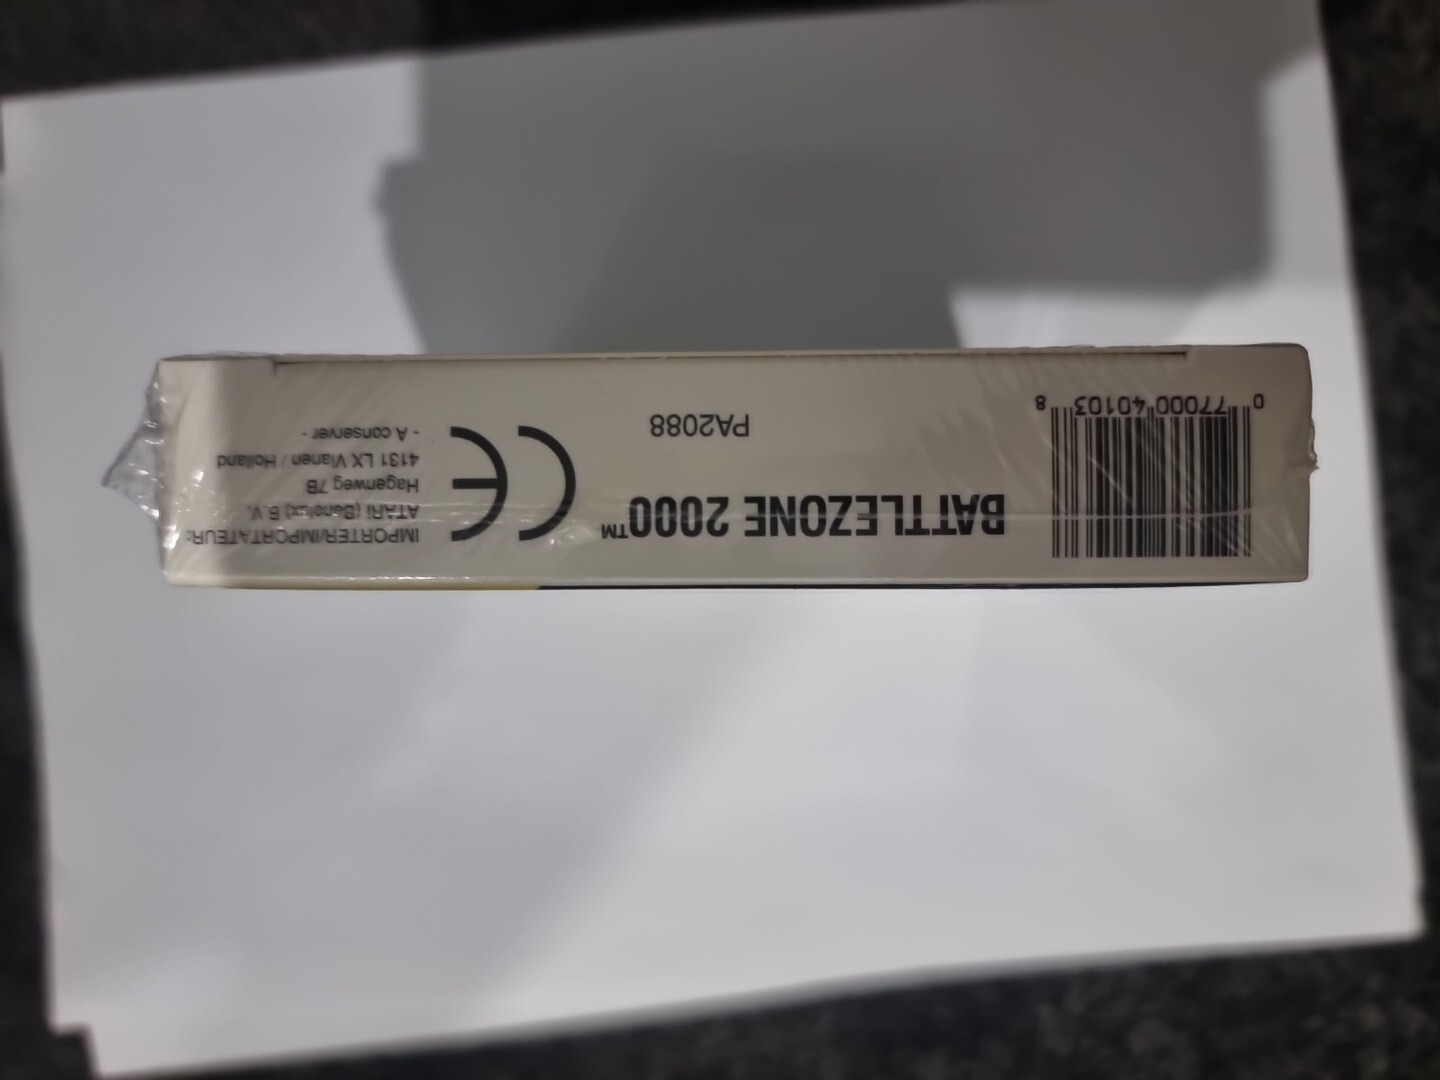 0 77000 40103 8
BATTLEZONE 2000™
PA2088
CE
IMPORTER/IMPORTATEUR:
ATARI (Benelux) B.V.
Hagenweg 7B
4131 LX Vianen / Holland
- A conserver -